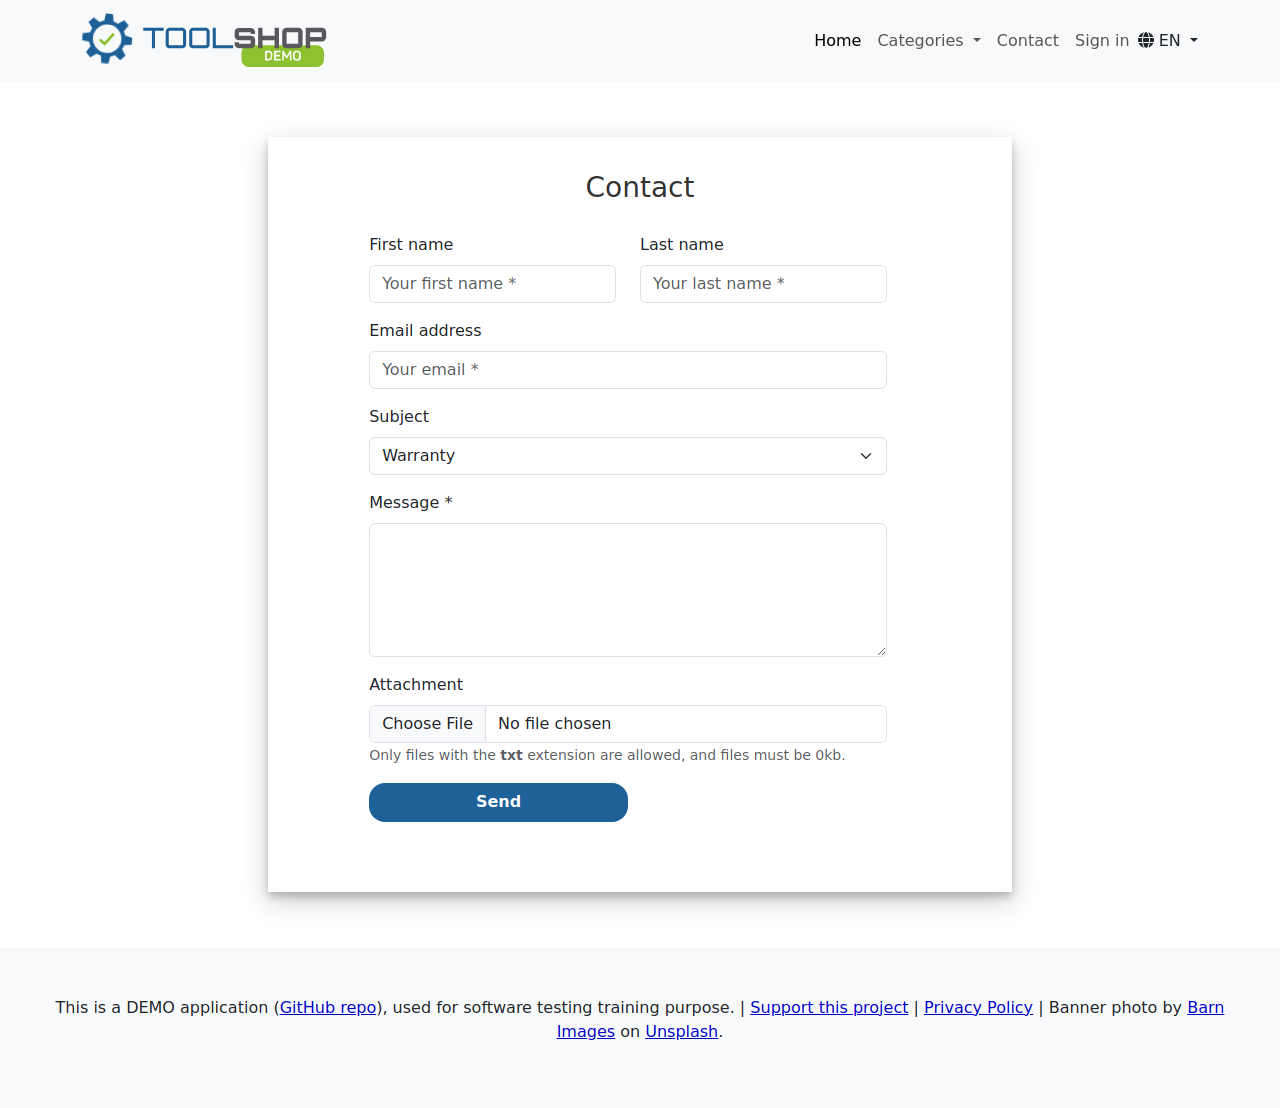 TOOLSHOP
DEMO
Home Categories Contact Sign in EN
Contact
First name Last name
Your first name * Your last name *
Email address
Your email *
Subject
Warranty
Message *
Attachment
Choose File No file chosen
Only files with the txt extension are allowed, and files must be 0kb.
Send
This is a DEMO application (GitHub repo), used for software testing training purpose. | Support this project | Privacy Policy | Banner photo by Barn
Images on Unsplash.